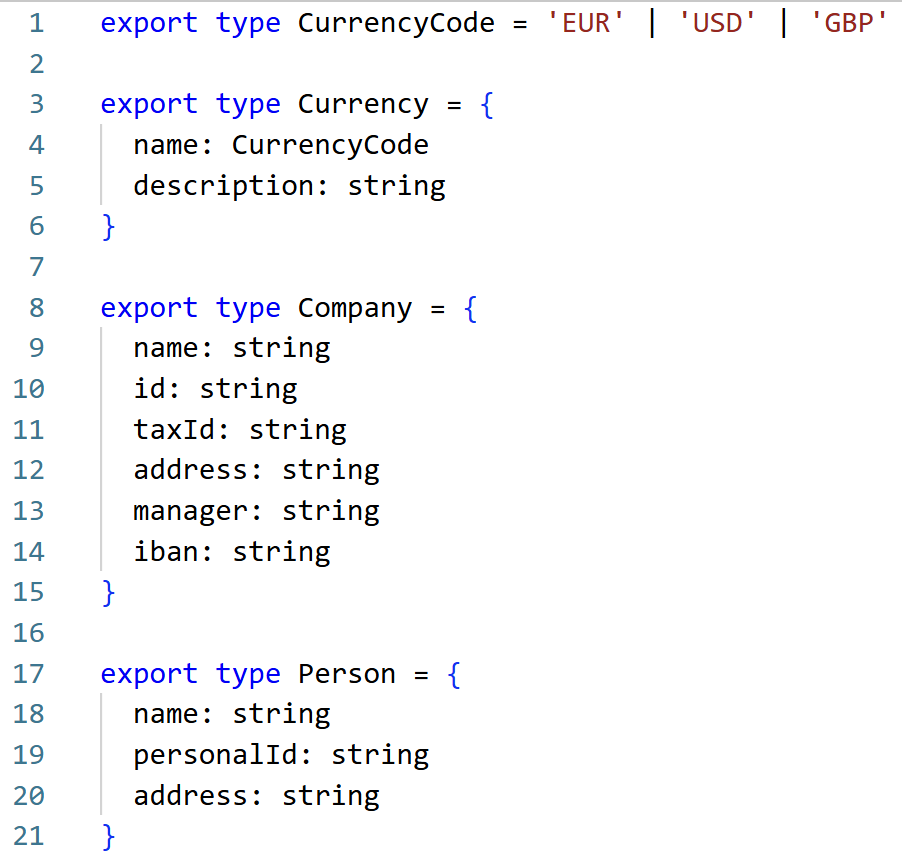 1 export type CurrencyCode = 'EUR' | 'USD' | 'GBP'
2
3 export type Currency = {
4   name: CurrencyCode
5   description: string
6 }
7
8 export type Company = {
9   name: string
10   id: string
11   taxId: string
12   address: string
13   manager: string
14   iban: string
15 }
16
17 export type Person = {
18   name: string
19   personalId: string
20   address: string
21 }